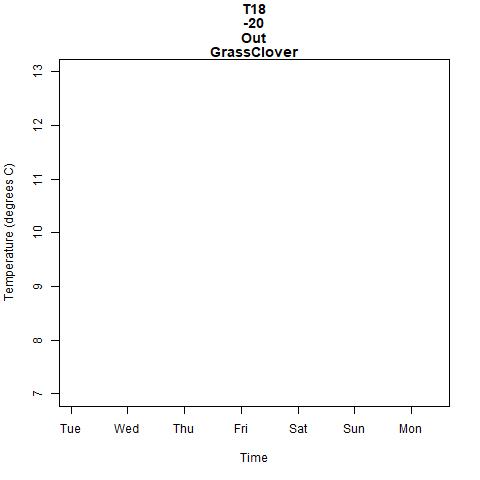 T18
-20
Out
GrassClover
Temperature (degrees C)
13
12
11
10
9
8
7
Tue Wed Thu Fri Sat Sun Mon
Time